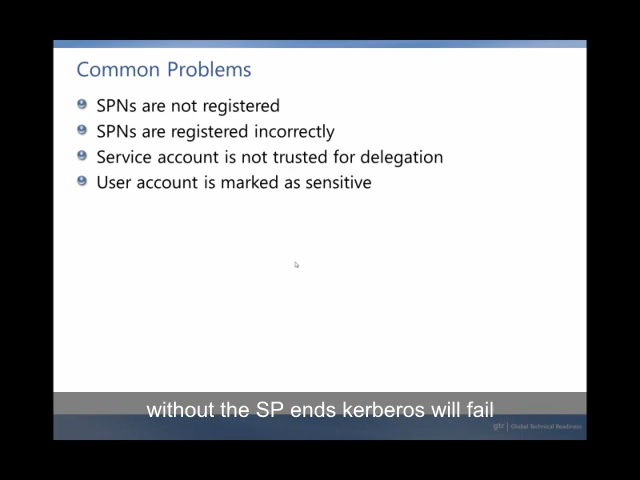 Common Problems
SPNs are not registered
SPNs are registered incorrectly
Service account is not trusted for delegation
User account is marked as sensitive
without the SP ends kerberos will fail
gtr | Global Technical Readiness